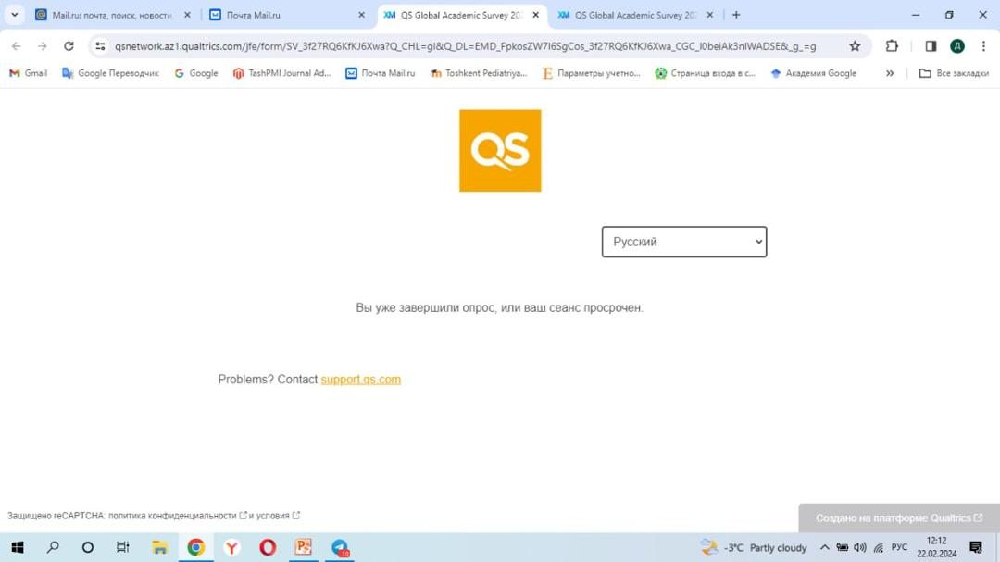 Mail.ru: почта, поиск, новости
Почта Mail.ru
XM QS Global Academic Survey 202
XM QS Global Academic Survey 202
qsnetwork.az1.qualtrics.com/jfe/form/SV_3f27RQ6KfKJ6Xwa?Q_CHL=gl&Q_DL=EMD_FpkosZW7I6SgCos_3f27RQ6KfKJ6Xwa_CGC_I0beiAk3nIWADSE&_g_=g
Д
Gmail
Google Переводчик
Google
TashPMI Journal Ad...
Почта Mail.ru
Toshkent Pediatriya...
Параметры учетно...
Страница входа в с...
Академия Google
Все закладки
QS
Русский
Вы уже завершили опрос, или ваш сеанс просрочен.
Problems? Contact support.qs.com
Защищено reCAPTCHA: политика конфиденциальности и условия
Создано на платформе Qualtrics
-3°C Partly cloudy
РУС
12:12
22.02.2024